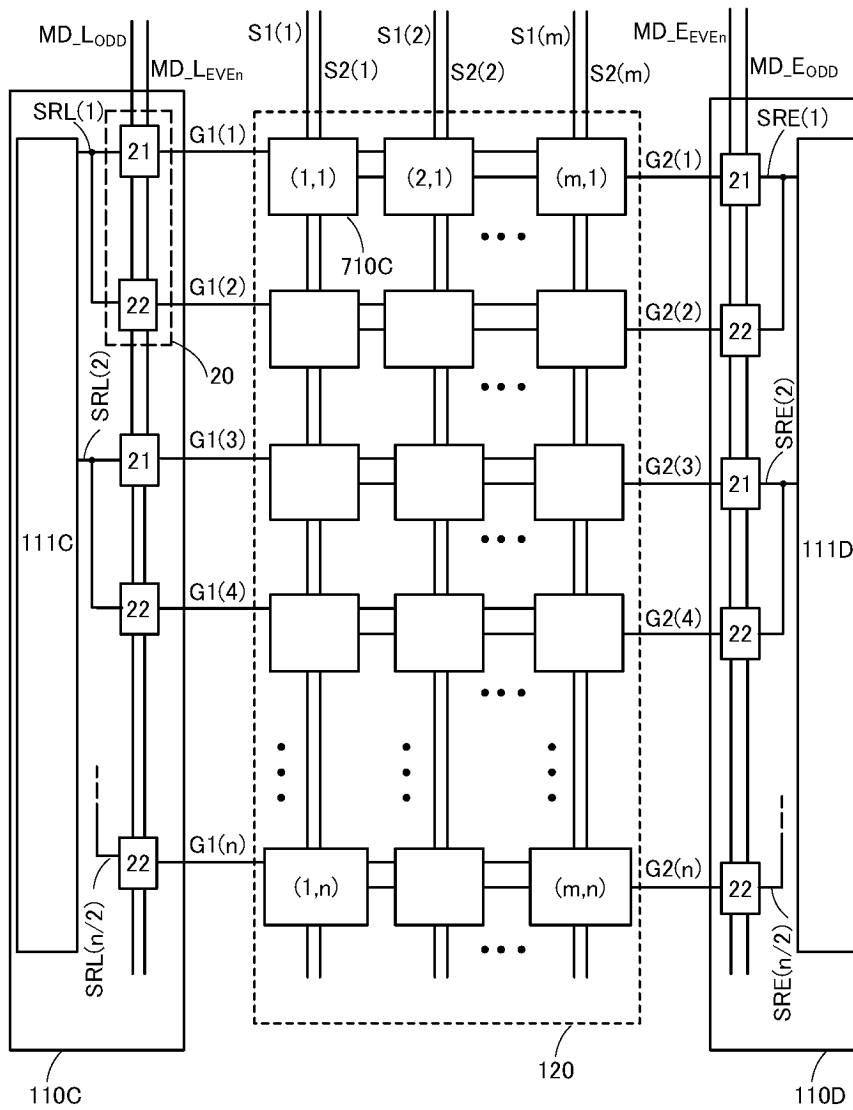 MD_L_ODD
MD_L_EVEn
S1(1)
S2(1)
S1(2)
S2(2)
S1(m)
S2(m)
MD_E_EVEn
MD_E_ODD
SRL(1)
21
G1(1)
(1,1)
(2,1)
(m,1)
G2(1)
21
SRE(1)
710C
22
G1(2)
G2(2)
22
20
SRL(2)
21
G1(3)
G2(3)
21
SRE(2)
111C
111D
22
G1(4)
G2(4)
22
22
G1(n)
(1,n)
(m,n)
G2(n)
22
SRL(n/2)
SRE(n/2)
110C
120
110D